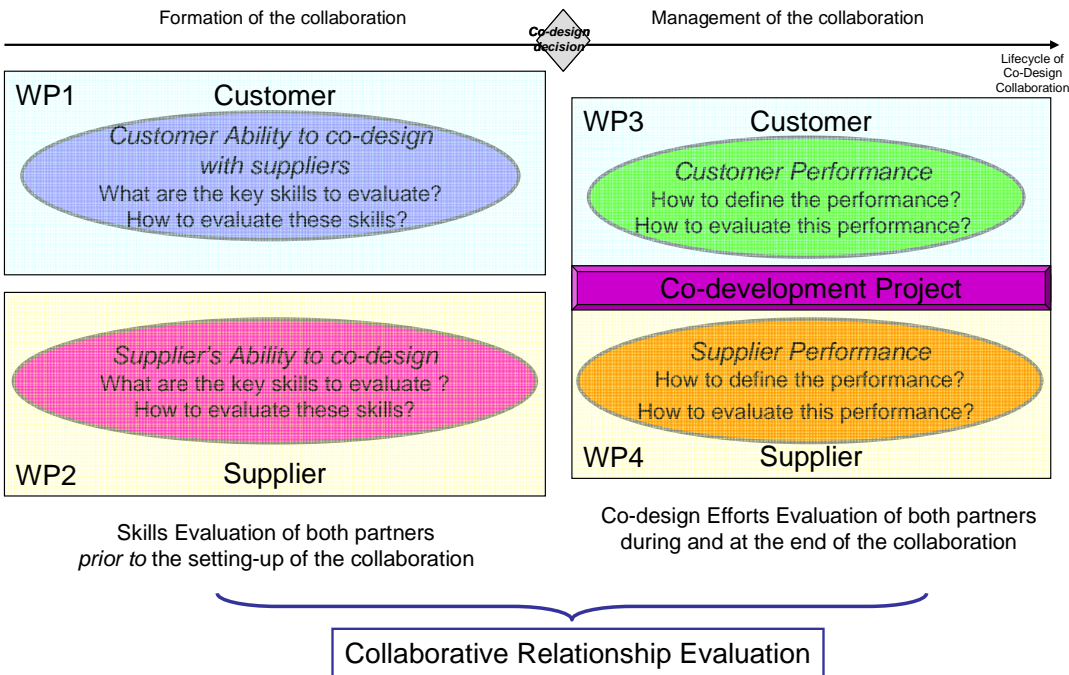 Formation of the collaboration
Management of the collaboration
Co-design
decision
Lifecycle of
Co-Design
Collaboration
WP1
Customer
Customer Ability to co-design
with suppliers
What are the key skills to evaluate?
How to evaluate these skills?
WP3
Customer
Customer Performance
How to define the performance?
How to evaluate this performance?
Co-development Project
Supplier's Ability to co-design
What are the key skills to evaluate ?
How to evaluate these skills?
WP2
Supplier
Supplier Performance
How to define the performance?
How to evaluate this performance?
WP4
Supplier
Skills Evaluation of both partners
prior to the setting-up of the collaboration
Co-design Efforts Evaluation of both partners
during and at the end of the collaboration
Collaborative Relationship Evaluation